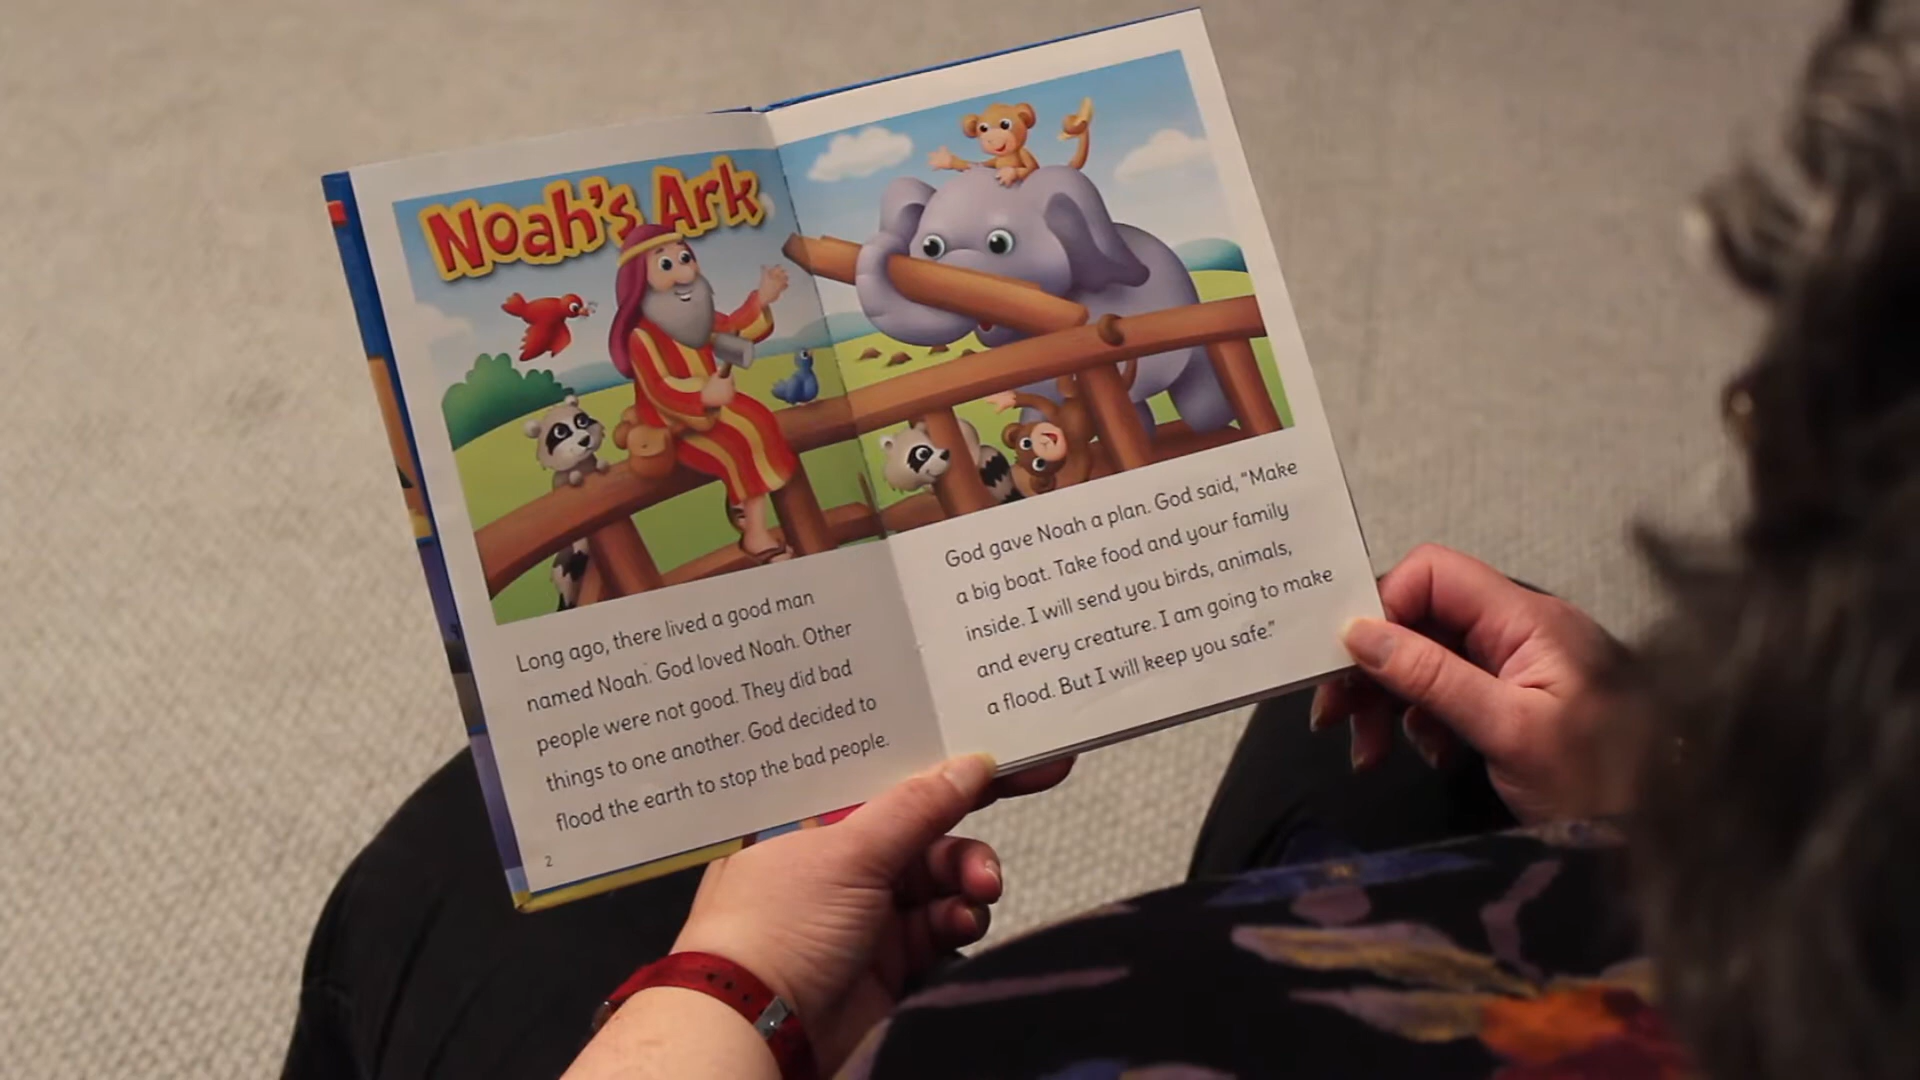 Noah's Ark
Long ago, there lived a good man
named Noah. God loved Noah. Other
people were not good. They did bad
things to one another. God decided to
flood the earth to stop the bad people.
2
God gave Noah a plan. God said, “Make
a big boat. Take food and your family
inside. I will send you birds, animals,
and every creature. I am going to make
a flood. But I will keep you safe.”